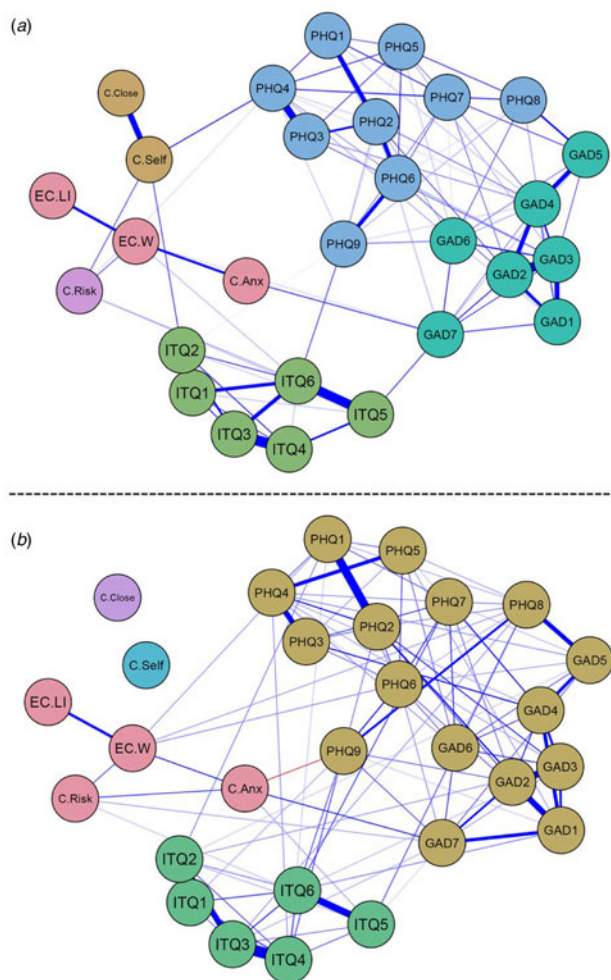 (a)
PHQ1
PHQ5
C.Close
PHQ4
PHQ7
PHQ8
PHQ2
PHQ3
C.Self
GAD5
PHQ6
EC.LI
GAD4
EC.W
PHQ9
GAD6
GAD3
GAD2
C.Anx
C.Risk
GAD1
GAD7
ITQ2
ITQ6
ITQ1
ITQ5
ITQ3
ITQ4
(b)
PHQ1
PHQ5
C.Close
PHQ4
PHQ7
PHQ8
PHQ2
PHQ3
C.Self
GAD5
PHQ6
EC.LI
GAD4
EC.W
PHQ9
GAD6
GAD3
GAD2
C.Anx
C.Risk
GAD1
GAD7
ITQ2
ITQ6
ITQ1
ITQ5
ITQ3
ITQ4